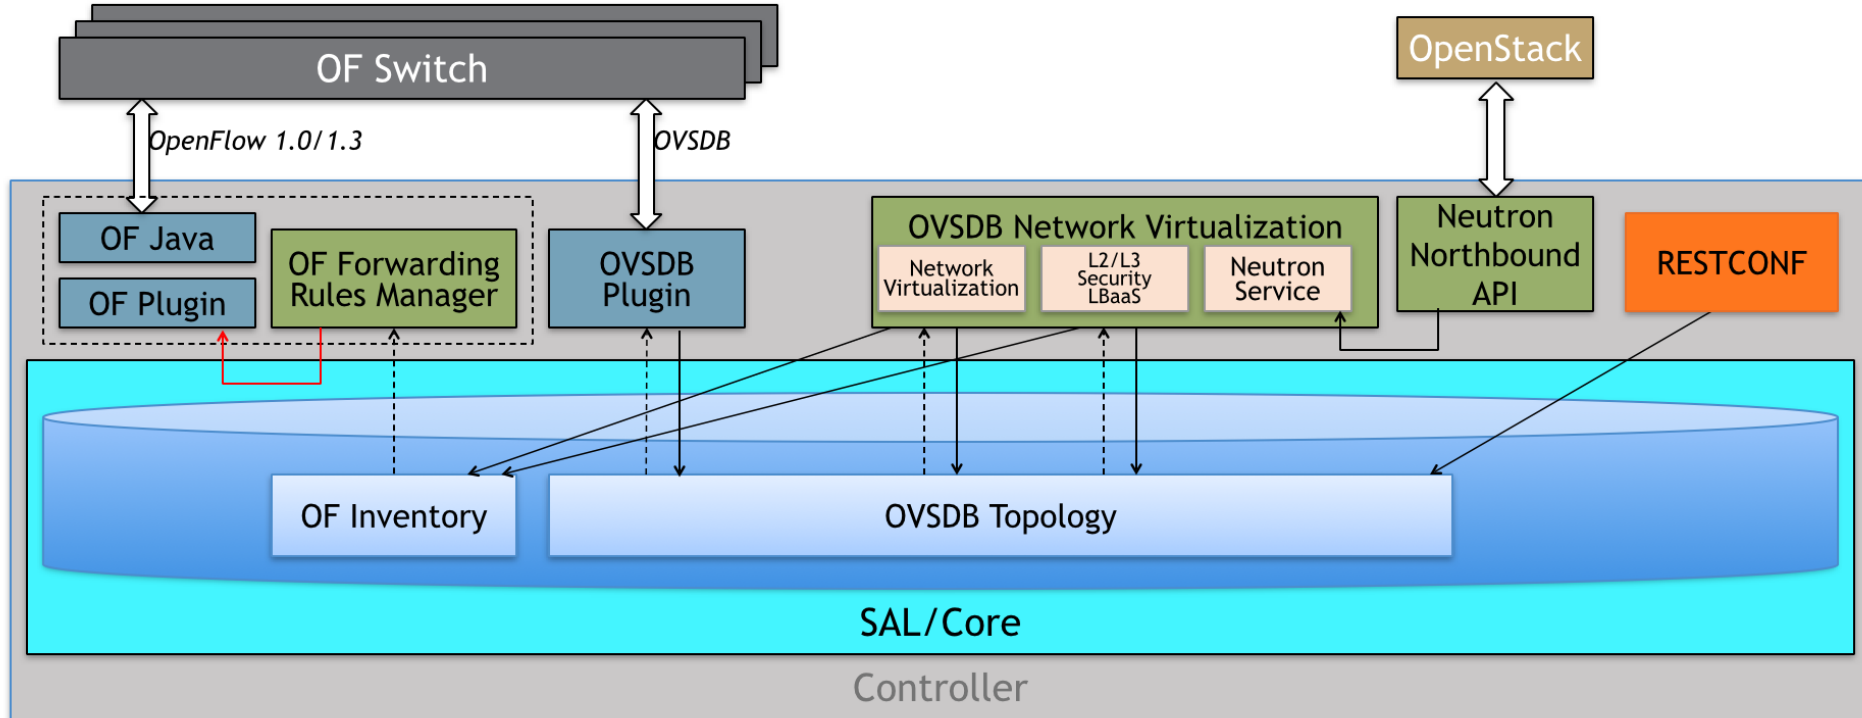 OF Switch
OpenStack
OpenFlow 1.0/1.3
OVSDB
OF Java
OF Plugin
OF Forwarding
Rules Manager
OVSDB
Plugin
OVSDB Network Virtualization
Network
Virtualization
L2/L3
Security
LBaaS
Neutron
Service
Neutron
Northbound
API
RESTCONF
OF Inventory
OVSDB Topology
SAL/Core
Controller